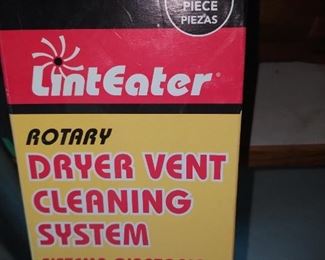 PIECE
PIEZAS
LintEater®
ROTARY
DRYER VENT
CLEANING
SYSTEM